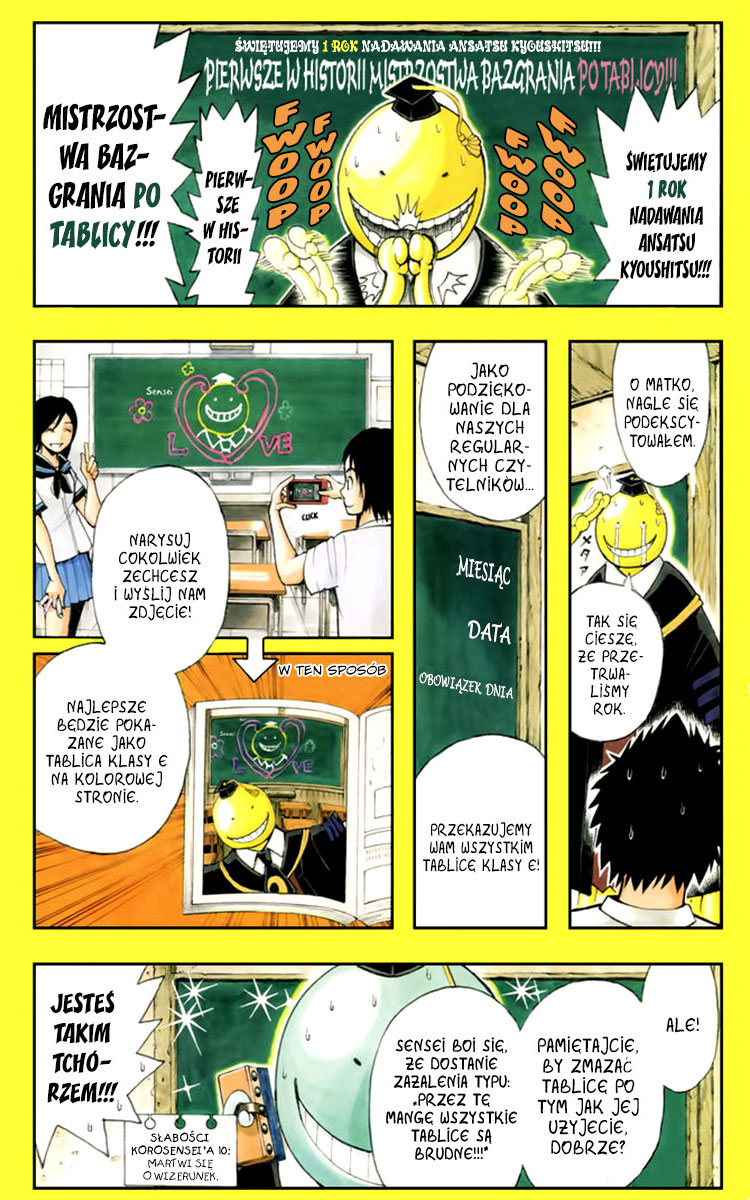 ŚWIĘTUJEMY 1 ROK NADAWANIA ANSATSU KYOUSHITSU!!!
PIERWSZE W HISTORII MISTRZOSTWA BAZGRANIA PO TABLICY!!!
ŚWIĘTUJEMY
1 ROK
NADAWANIA
ANSATSU
KYOUSHITSU!!!
FWOOP
FWOOP
FWOOP
FWOOP
PIERW-
SZE
W HIS-
TORII
MISTRZOST-
WA BAZ-
GRANIA PO
TABLICY!!!
O MATKO,
NAGLE SIĘ
PODEKSCY-
TOWAŁEM.
TAK SIĘ
CIESZĘ,
ŻE PRZE-
TRWA-
LIŚMY
ROK.
JAKO
PODZIĘKO-
WANIE DLA
NASZYCH
REGULAR-
NYCH CZY-
TELNIKÓW...
MIESIĄC
DATA
OBOWIĄZEK DNIA
PRZEKAZUJEMY
WAM WSZYSTKIM
TABLICĘ KLASY E!
Sensei
LOVE
CLICK
NARYSUJ
COKOLWIEK
ZECHCESZ
I WYŚLIJ NAM
ZDJĘCIE!
W TEN SPOSÓB
NAJLEPSZE
BĘDZIE POKA-
ZANE JAKO
TABLICA KLASY E
NA KOLOROWEJ
STRONIE.
Sensei
LOVE
ALE!
PAMIĘTAJCIE,
BY ZMAZAĆ
TABLICĘ PO
TYM JAK JEJ
UŻYJECIE,
DOBRZE?
SENSEI BOI SIĘ,
ŻE DOSTANIE
ZAŻALENIA TYPU:
„PRZEZ TĘ
MANGĘ WSZYSTKIE
TABLICE SĄ
BRUDNE!!!"
JESTEŚ
TAKIM
TCHÓ-
RZEM!!!
SŁABOŚCI
KOROSENSEI'A 10:
MARTWI SIĘ
O WIZERUNEK.